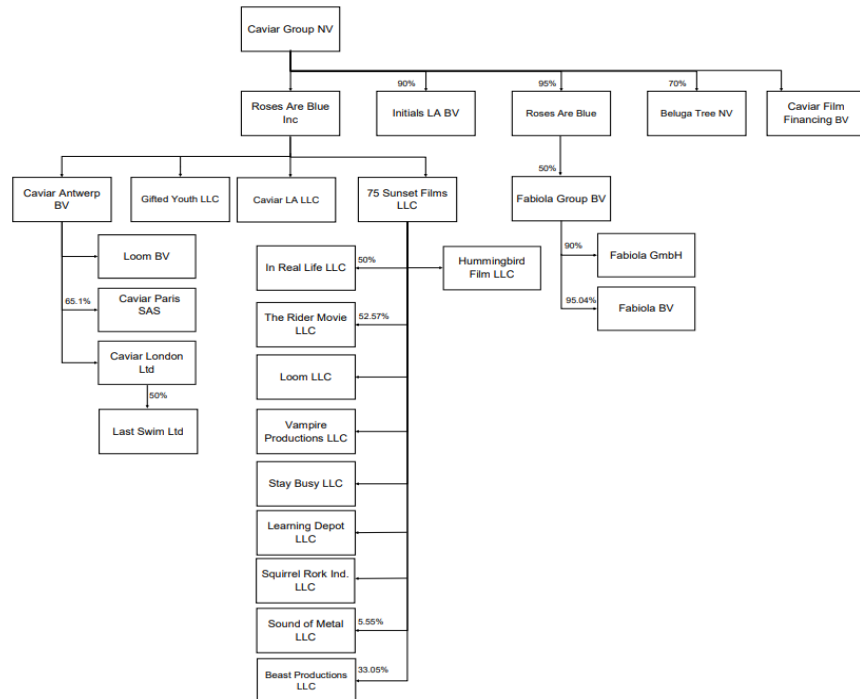 Caviar Group NV
90%
95%
70%
Roses Are Blue
Inc
Initials LA BV
Roses Are Blue
Beluga Tree NV
Caviar Film
Financing BV
50%
Caviar Antwerp
BV
Gifted Youth LLC
Caviar LA LLC
75 Sunset Films
LLC
Fabiola Group BV
Loom BV
In Real Life LLC
50%
Hummingbird
Film LLC
90%
Fabiola GmbH
65.1%
Caviar Paris
SAS
The Rider Movie
LLC
52.57%
95.04%
Fabiola BV
Caviar London
Ltd
Loom LLC
50%
Last Swim Ltd
Vampire
Productions LLC
Stay Busy LLC
Learning Depot
LLC
Squirrel Rork Ind.
LLC
Sound of Metal
LLC
5.55%
Beast Productions
LLC
33.05%